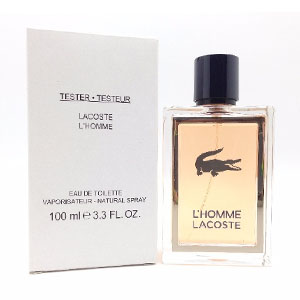 TESTER • TESTEUR
LACOSTE
L'HOMME
EAU DE TOILETTE
VAPORISATEUR - NATURAL SPRAY
100 ml ℮ 3.3 FL. OZ.
L'HOMME
LACOSTE